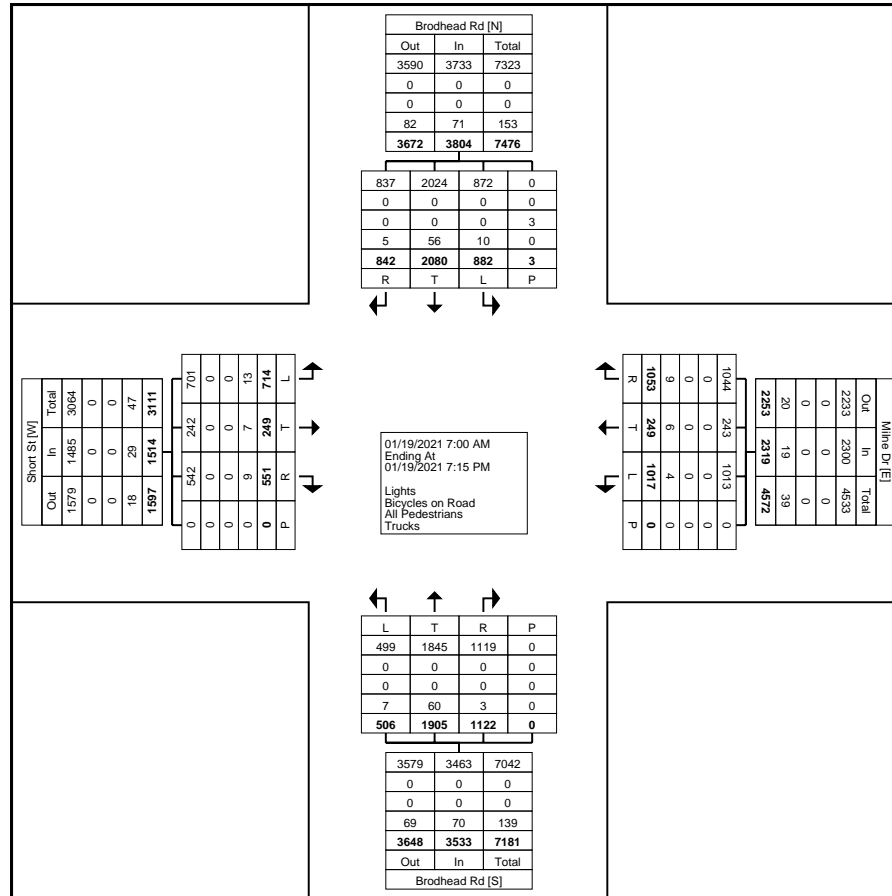 Brodhead Rd [N]
Out In Total
3590 3733 7323
0 0 0
0 0 0
82 71 153
3672 3804 7476
837 2024 872 0
0 0 0 0
0 0 0 3
5 56 10 0
842 2080 882 3
R T L P
Short St [W]
Total In Out
3064 1485 1579
0 0 0
0 0 0
47 29 18
3111 1514 1597
701 242 542 0
0 0 0 0
0 0 0 0
13 7 9 0
714 249 551 0
L T R P
01/19/2021 7:00 AM
Ending At
01/19/2021 7:15 PM
Lights
Bicycles on Road
All Pedestrians
Trucks
R T L P
1053 249 1017 0
9 6 4 0
0 0 0 0
0 0 0 0
1044 243 1013 0
2253 2319 4572
20 19 39
0 0 0
0 0 0
2233 2300 4533
Out In Total
Milne Dr [E]
L T R P
499 1845 1119 0
0 0 0 0
0 0 0 0
7 60 3 0
506 1905 1122 0
3579 3463 7042
0 0 0
0 0 0
69 70 139
3648 3533 7181
Out In Total
Brodhead Rd [S]